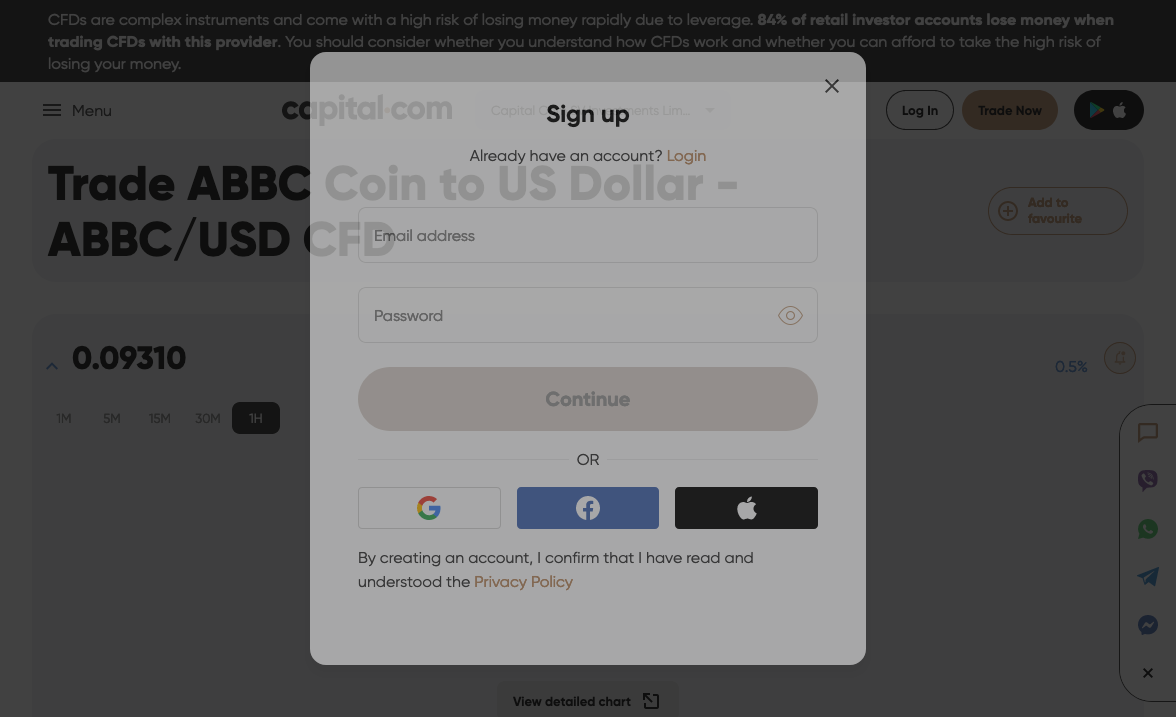 CFDs are complex instruments and come with a high risk of losing money rapidly due to leverage. 84% of retail investor accounts lose money when
trading CFDs with this provider. You should consider whether you understand how CFDs work and whether you can afford to take the high risk of
losing your money.
Menu
capital.com
Log In
Trade Now
Sign up
Already have an account? Login
Trade ABBC Coin to US Dollar -
ABBC/USD CFD
Add to
favourite
Email address
Password
0.09310
0.5%
1M 5M 15M 30M 1H
Continue
OR
By creating an account, I confirm that I have read and
understood the Privacy Policy
View detailed chart